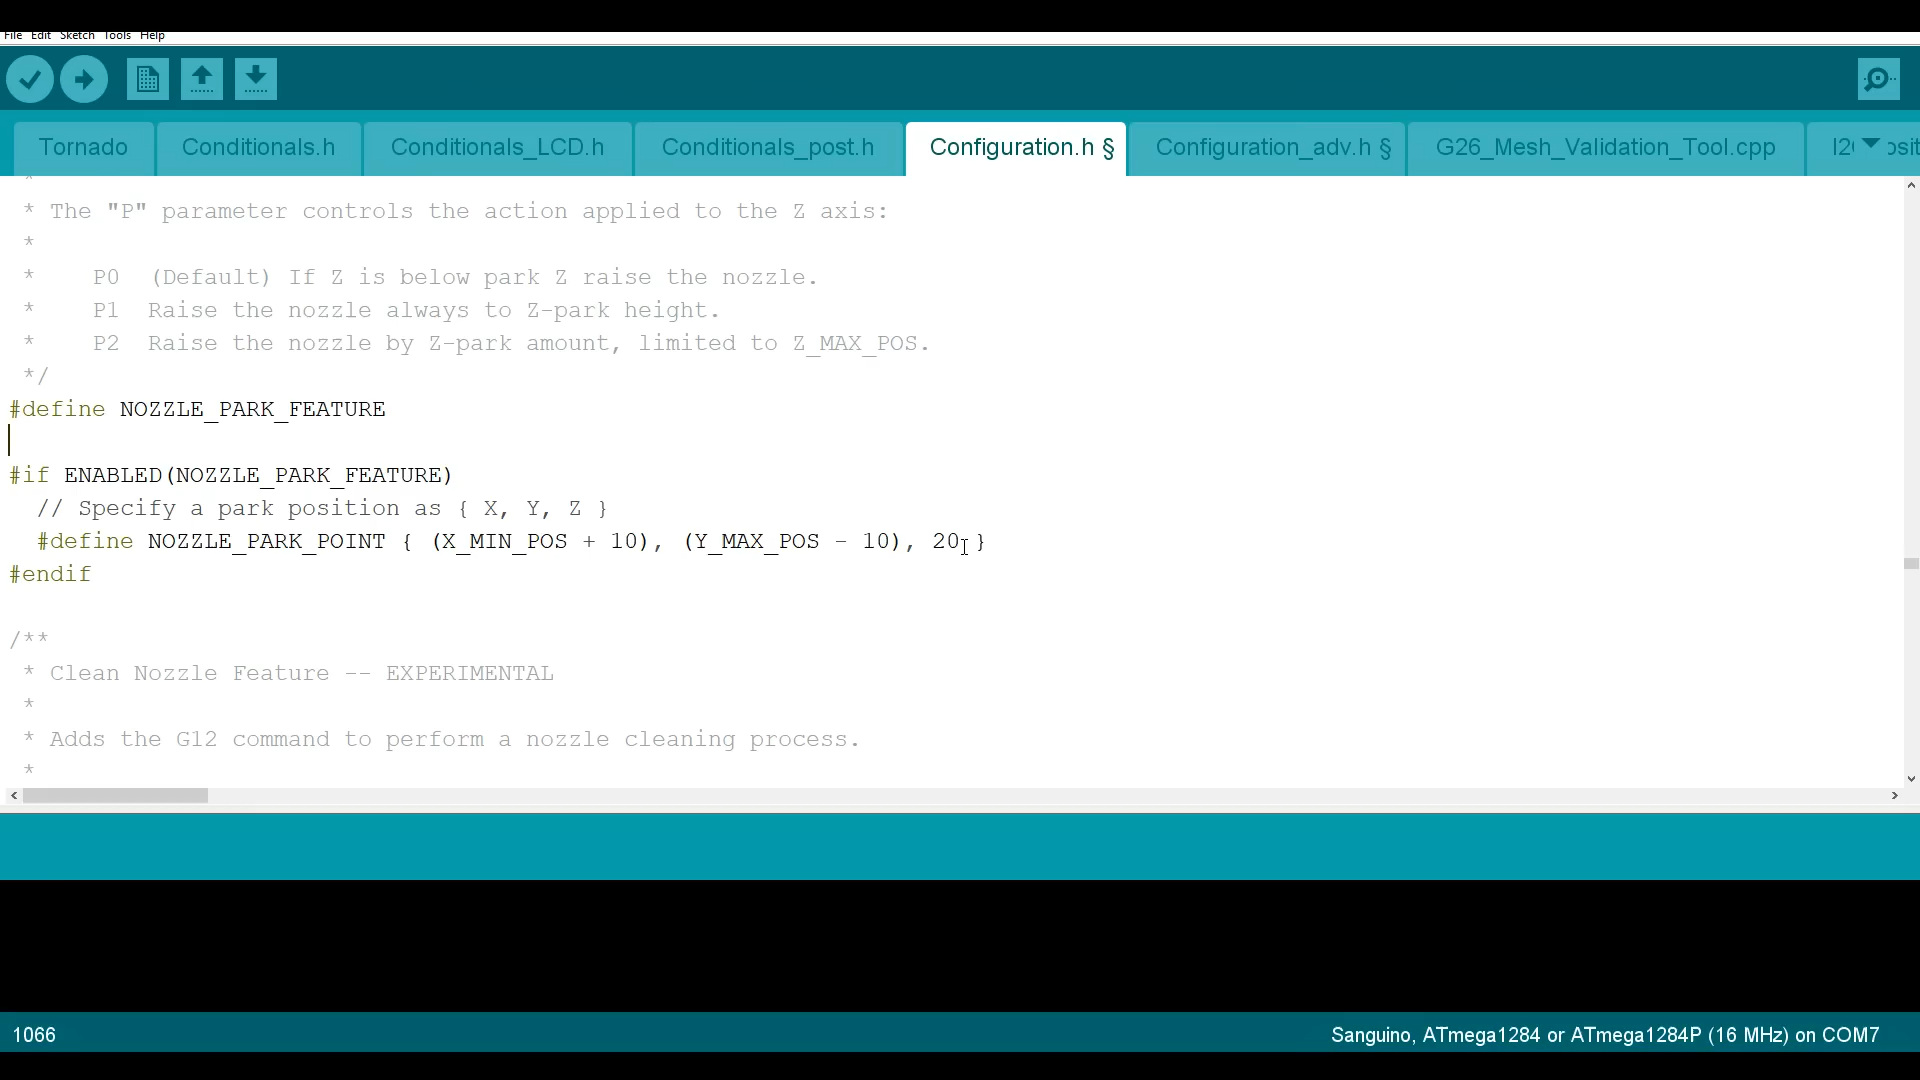 File Edit Sketch Tools Help
Tornado Conditionals.h Conditionals_LCD.h Conditionals_post.h Configuration.h § Configuration_adv.h § G26_Mesh_Validation_Tool.cpp
*
* The "P" parameter controls the action applied to the Z axis:
*
* P0 (Default) If Z is below park Z raise the nozzle.
* P1 Raise the nozzle always to Z-park height.
* P2 Raise the nozzle by Z-park amount, limited to Z_MAX_POS.
*/
#define NOZZLE_PARK_FEATURE
#if ENABLED(NOZZLE_PARK_FEATURE)
// Specify a park position as { X, Y, Z }
#define NOZZLE_PARK_POINT { (X_MIN_POS + 10), (Y_MAX_POS - 10), 20 }
#endif
/**
* Clean Nozzle Feature -- EXPERIMENTAL
*
* Adds the G12 command to perform a nozzle cleaning process.
*
1066
Sanguino, ATmega1284 or ATmega1284P (16 MHz) on COM7